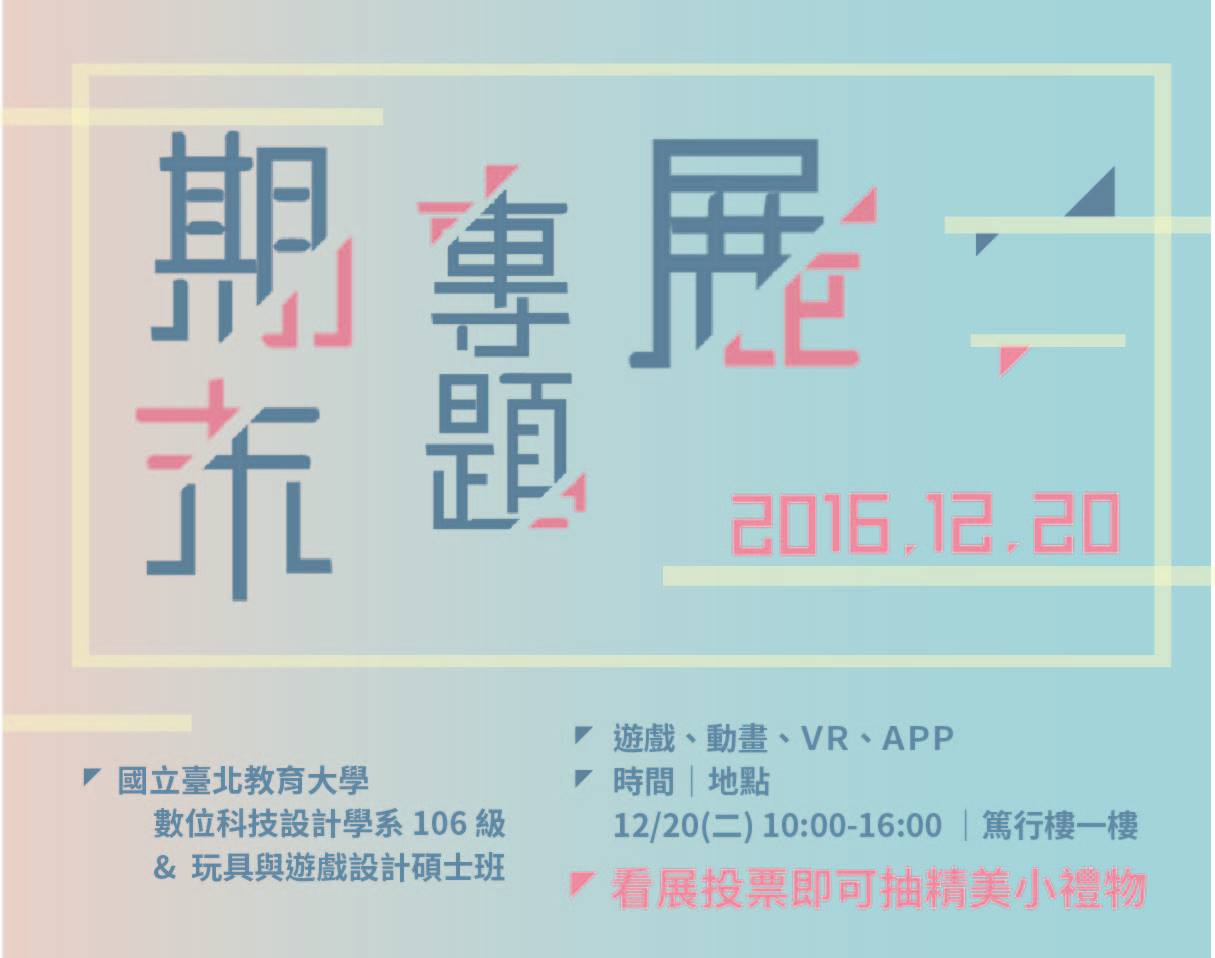 期末
專題
展
2016.12.20
國立臺北教育大學
數位科技設計學系 106 級
& 玩具與遊戲設計碩士班
遊戲、動畫、VR、APP
時間｜地點
12/20(二) 10:00-16:00 ｜篤行樓一樓
看展投票即可抽精美小禮物